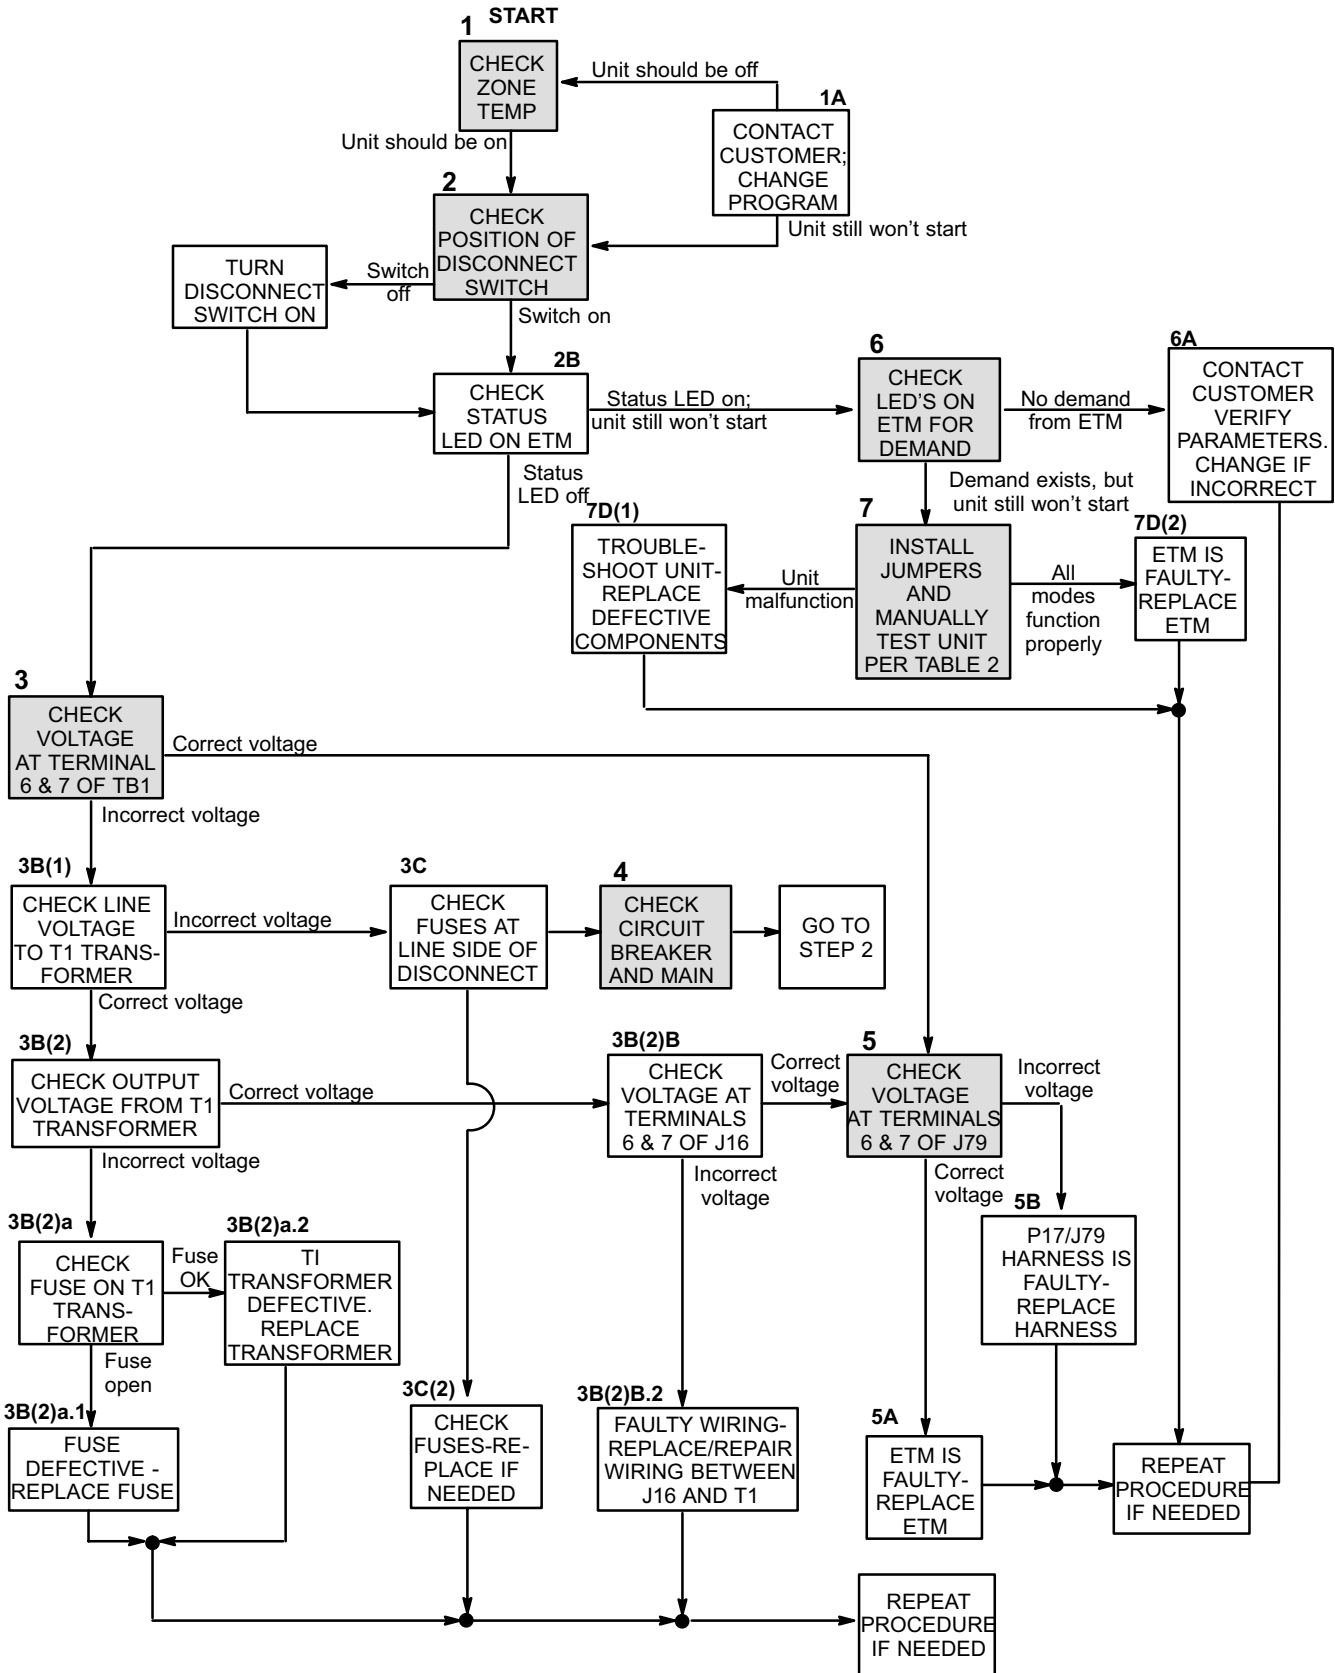 1 START
CHECK
ZONE
TEMP
Unit should be off
1A
CONTACT
CUSTOMER;
CHANGE
PROGRAM
Unit should be on
Unit still won't start
2
CHECK
POSITION OF
DISCONNECT
SWITCH
Switch
off
TURN
DISCONNECT
SWITCH ON
Switch on
2B
CHECK
STATUS
LED ON ETM
Status LED on;
unit still won't start
6
CHECK
LED'S ON
ETM FOR
DEMAND
No demand
from ETM
6A
CONTACT
CUSTOMER
VERIFY
PARAMETERS.
CHANGE IF
INCORRECT
Status
LED off
Demand exists, but
unit still won't start
7D(1)
TROUBLE-
SHOOT UNIT-
REPLACE
DEFECTIVE
COMPONENTS
Unit
malfunction
7
INSTALL
JUMPERS
AND
MANUALLY
TEST UNIT
PER TABLE 2
All
modes
function
properly
7D(2)
ETM IS
FAULTY-
REPLACE
ETM
3
CHECK
VOLTAGE
AT TERMINAL
6 & 7 OF TB1
Correct voltage
Incorrect voltage
3B(1)
CHECK LINE
VOLTAGE
TO T1 TRANS-
FORMER
Incorrect voltage
3C
CHECK
FUSES AT
LINE SIDE OF
DISCONNECT
4
CHECK
CIRCUIT
BREAKER
AND MAIN
GO TO
STEP 2
Correct voltage
3B(2)
CHECK OUTPUT
VOLTAGE FROM T1
TRANSFORMER
Correct voltage
3B(2)B
CHECK
VOLTAGE AT
TERMINALS
6 & 7 OF J16
Correct
voltage
5
CHECK
VOLTAGE
AT TERMINALS
6 & 7 OF J79
Incorrect
voltage
Incorrect voltage
Incorrect
voltage
Correct
voltage
5B
P17/J79
HARNESS IS
FAULTY-
REPLACE
HARNESS
3B(2)a
CHECK
FUSE ON T1
TRANS-
FORMER
Fuse
OK
3B(2)a.2
TI
TRANSFORMER
DEFECTIVE.
REPLACE
TRANSFORMER
Fuse
open
3B(2)a.1
FUSE
DEFECTIVE -
REPLACE FUSE
3C(2)
CHECK
FUSES-RE-
PLACE IF
NEEDED
3B(2)B.2
FAULTY WIRING-
REPLACE/REPAIR
WIRING BETWEEN
J16 AND T1
5A
ETM IS
FAULTY-
REPLACE
ETM
REPEAT
PROCEDURE
IF NEEDED
REPEAT
PROCEDURE
IF NEEDED